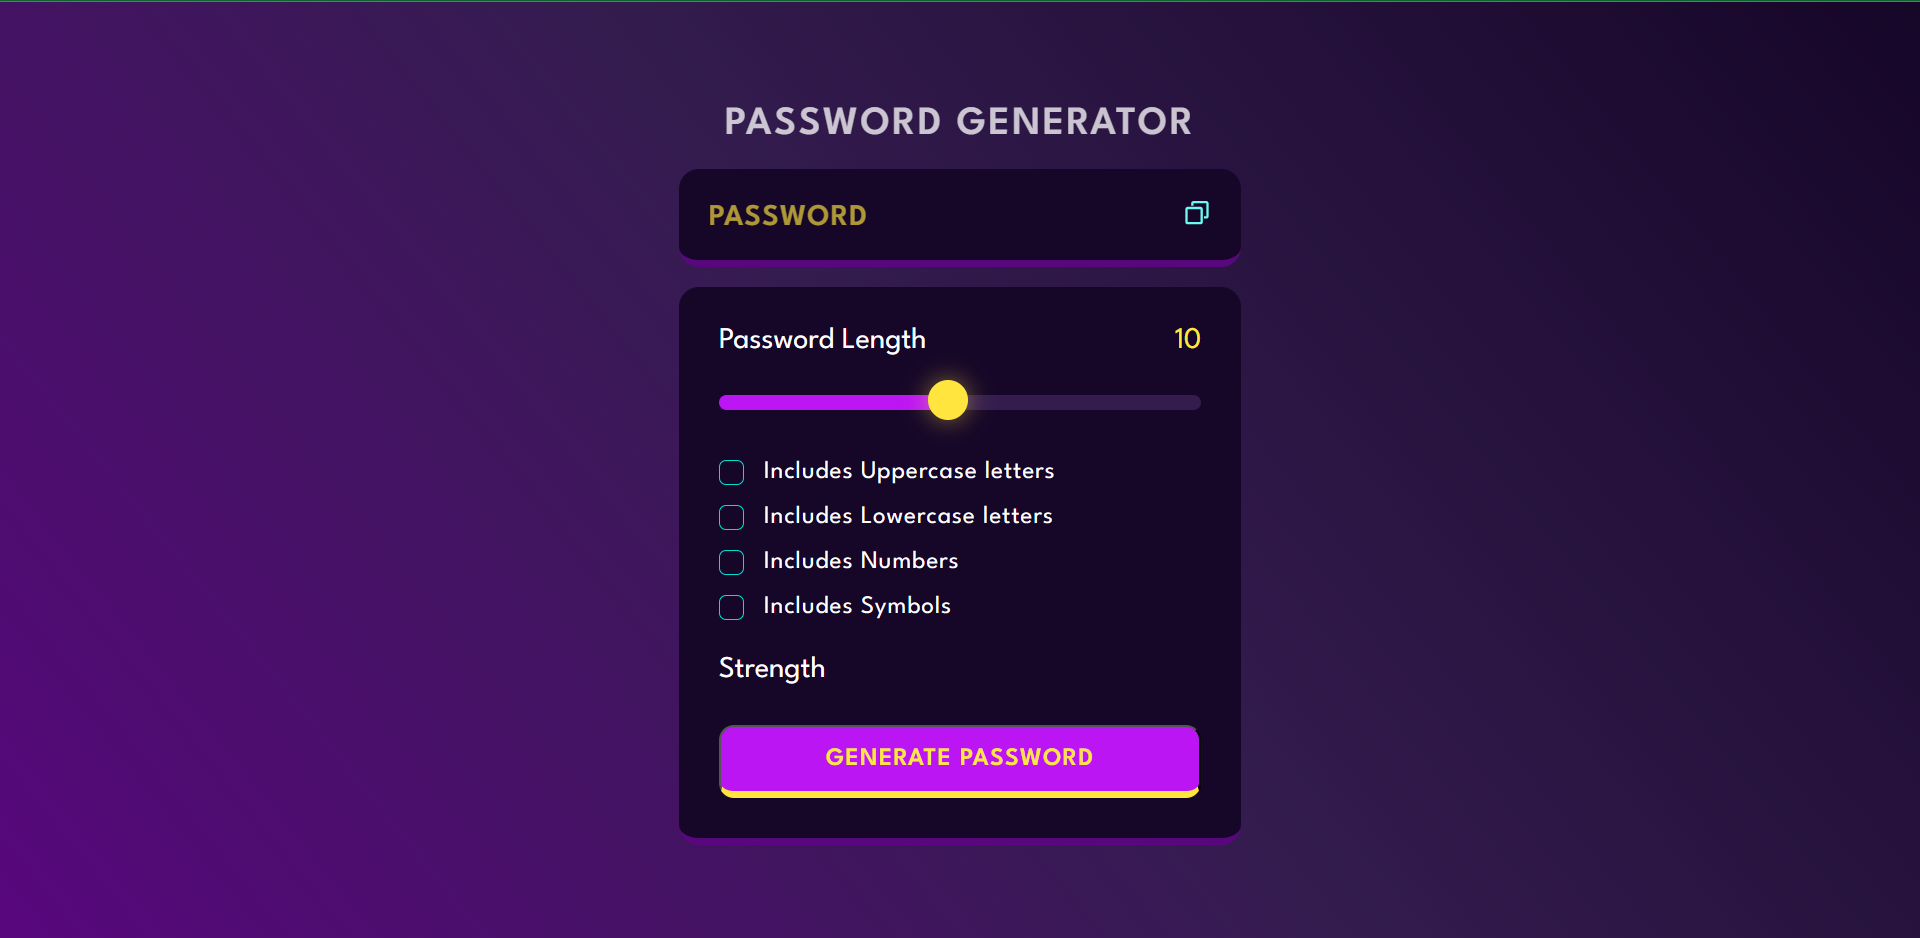 PASSWORD GENERATOR
PASSWORD
Password Length 10
Includes Uppercase letters
Includes Lowercase letters
Includes Numbers
Includes Symbols
Strength
GENERATE PASSWORD